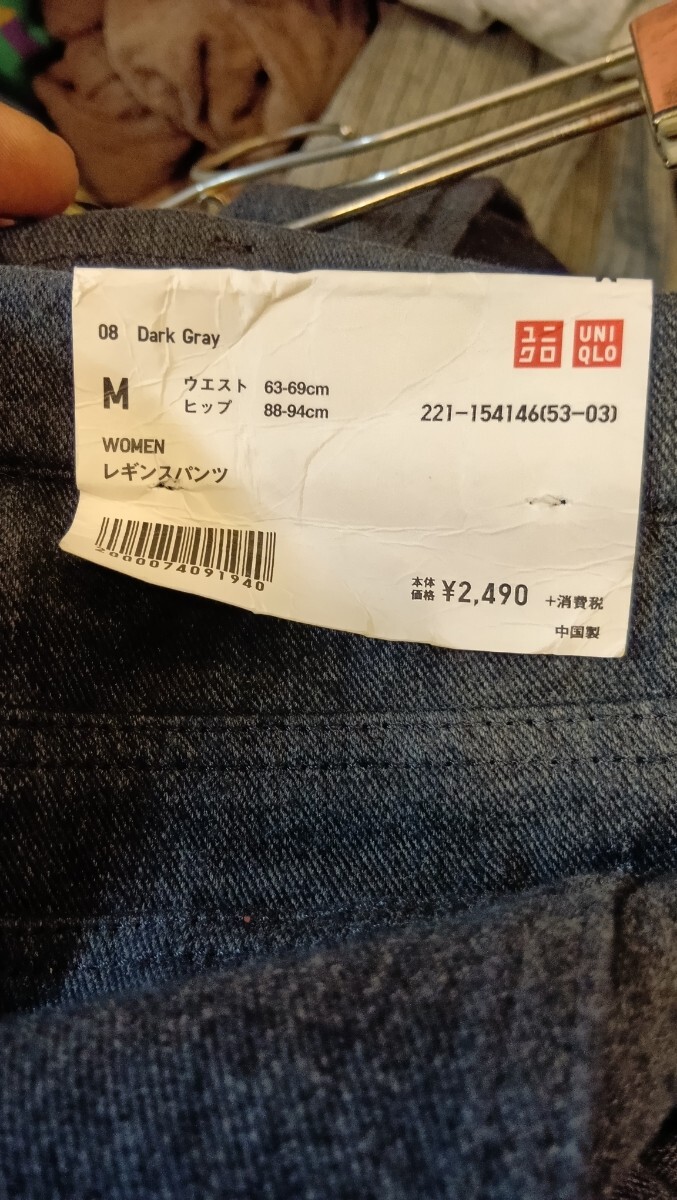 08 Dark Gray
ユニ
クロ
UNI
QLO
M
ウエスト 63-69cm
ヒップ 88-94cm
221-154146(53-03)
WOMEN
レギンスパンツ
2000074091940
本体
価格 ¥2,490 +消費税
中国製